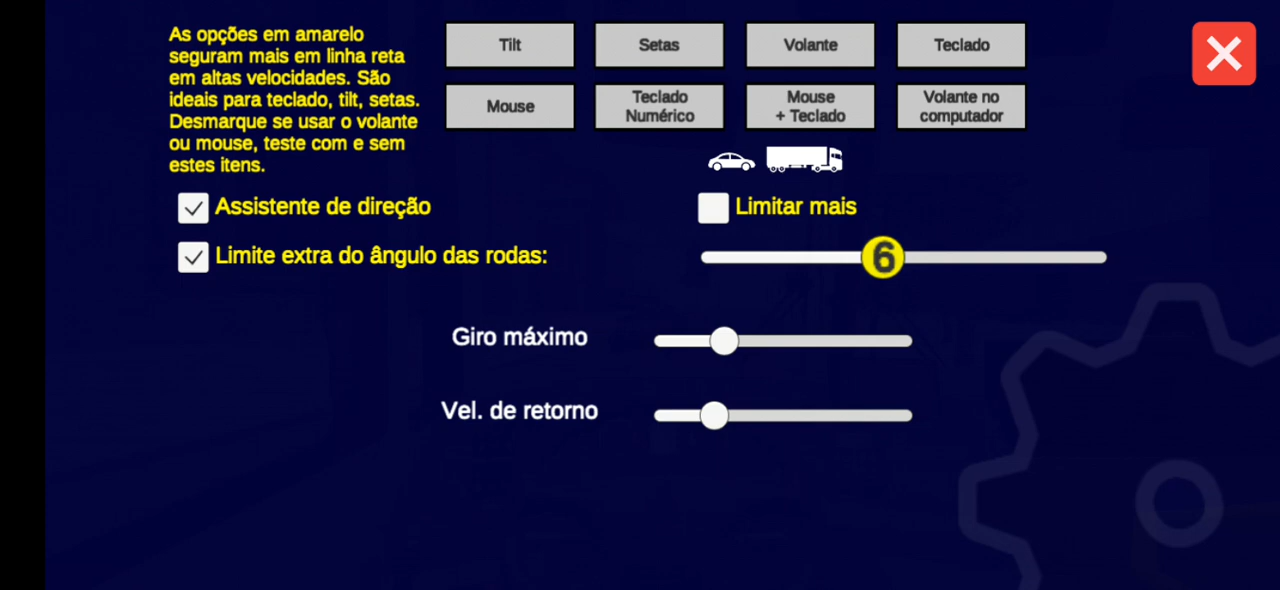 As opções em amarelo
seguram mais em linha reta
em altas velocidades. São
ideais para teclado, tilt, setas.
Desmarque se usar o volante
ou mouse, teste com e sem
estes itens.
Tilt
Setas
Volante
Teclado
Mouse
Teclado
Numérico
Mouse
+ Teclado
Volante no
computador
Assistente de direção
Limitar mais
Limite extra do ângulo das rodas:
6
Giro máximo
Vel. de retorno